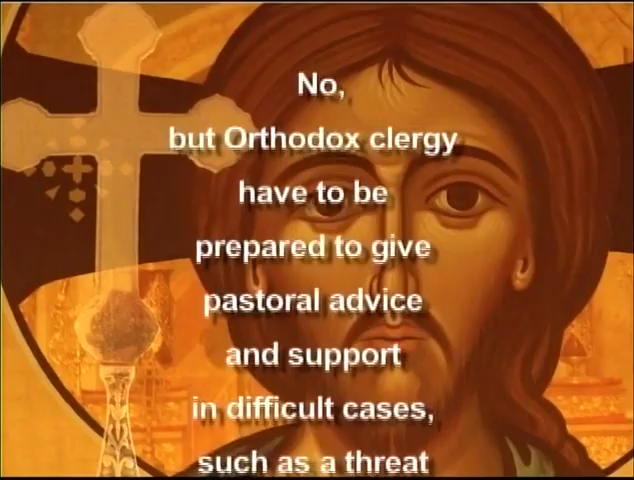 No,
but Orthodox clergy
have to be
prepared to give
pastoral advice
and support
in difficult cases,
such as a threat